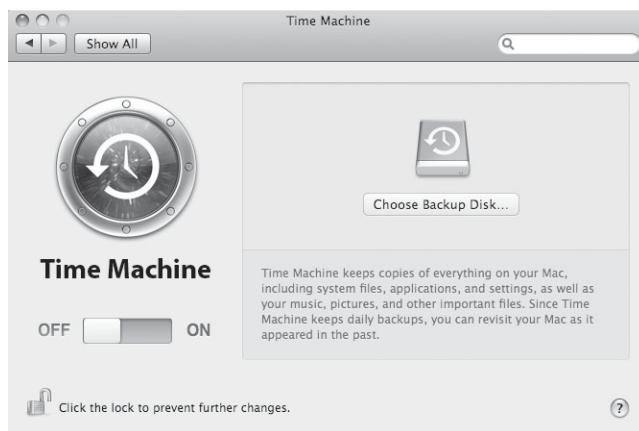 Time Machine
Show All
Choose Backup Disk...
Time Machine
OFF ON
Time Machine keeps copies of everything on your Mac,
including system files, applications, and settings, as well as
your music, pictures, and other important files. Since Time
Machine keeps daily backups, you can revisit your Mac as it
appeared in the past.
Click the lock to prevent further changes.
?